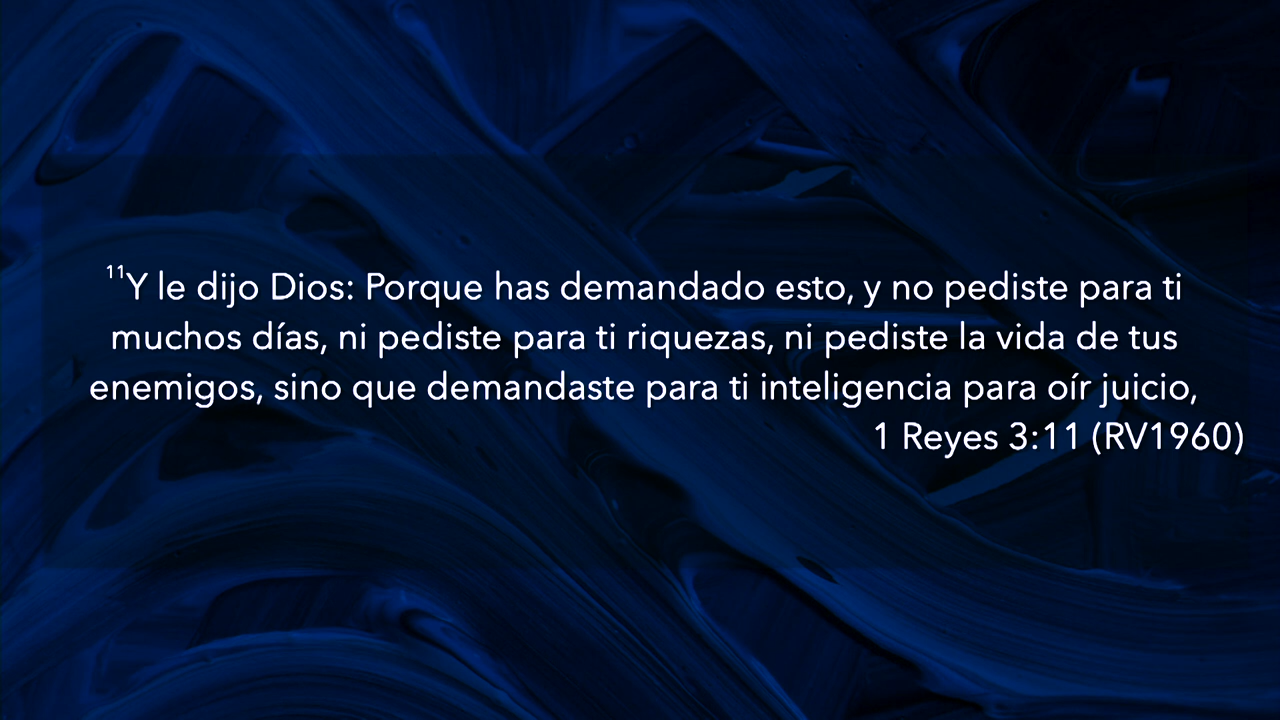 11Y le dijo Dios: Porque has demandado esto, y no pediste para ti
muchos días, ni pediste para ti riquezas, ni pediste la vida de tus
enemigos, sino que demandaste para ti inteligencia para oír juicio,
1 Reyes 3:11 (RV1960)